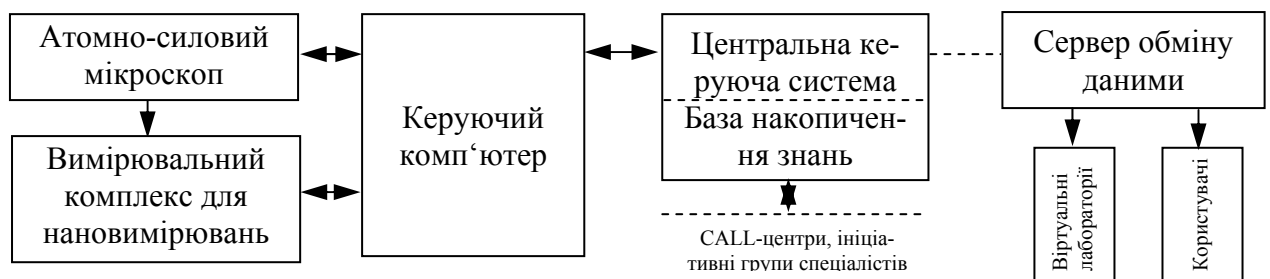 Атомно-силовий
мікроскоп
Вимірювальний
комплекс для
нановимірювань
Керуючий
комп‘ютер
Центральна ке-
руюча система
База накопичен-
ня знань
CALL-центри, ініціа-
тивні групи спеціалістів
Сервер обміну
даними
Віртуальні
лабораторії
Користувачі